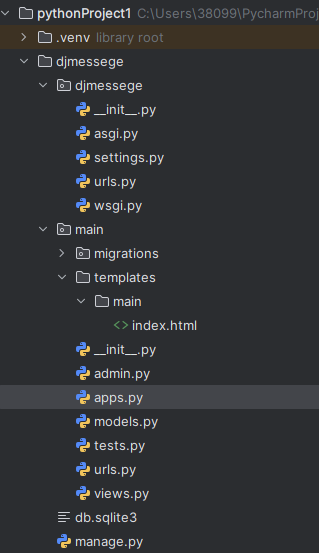 pythonProject1 C:\Users\38099\PycharmProj
.venv library root
djmessege
djmessege
__init__.py
asgi.py
settings.py
urls.py
wsgi.py
main
migrations
templates
main
index.html
__init__.py
admin.py
apps.py
models.py
tests.py
urls.py
views.py
db.sqlite3
manage.py